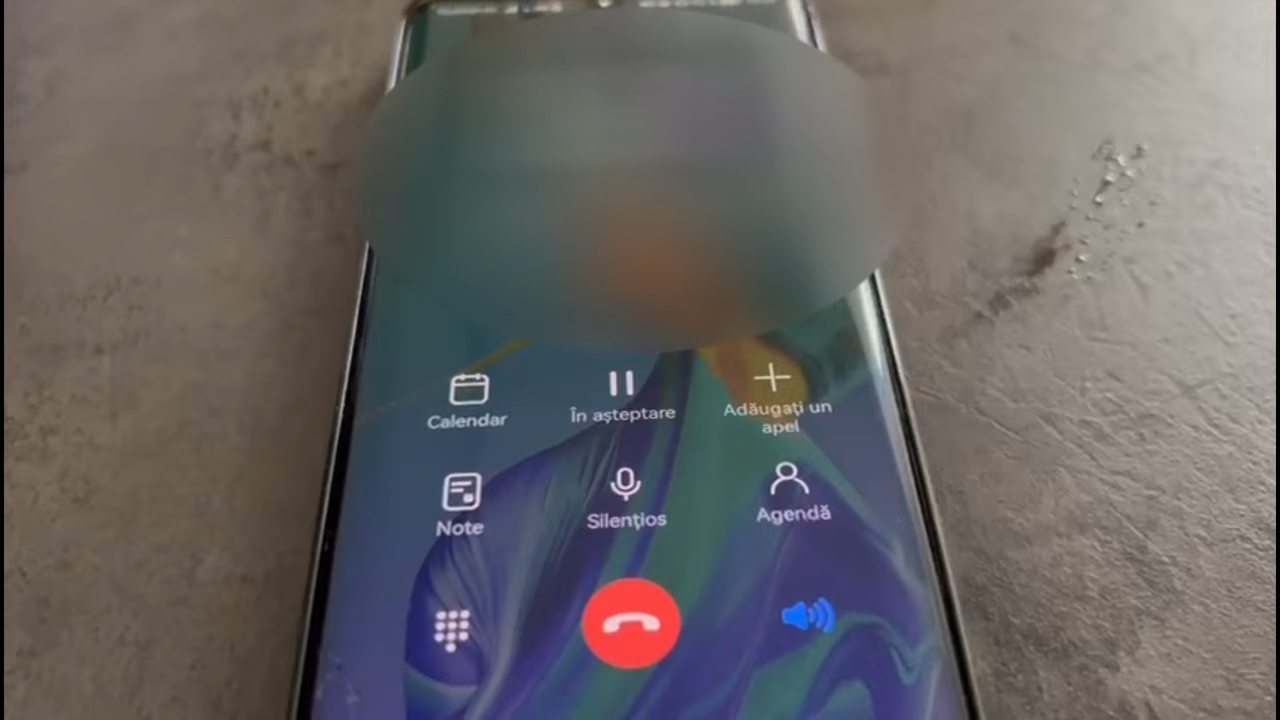 Calendar
În așteptare
Adăugați un
apel
Note
Silențios
Agendă